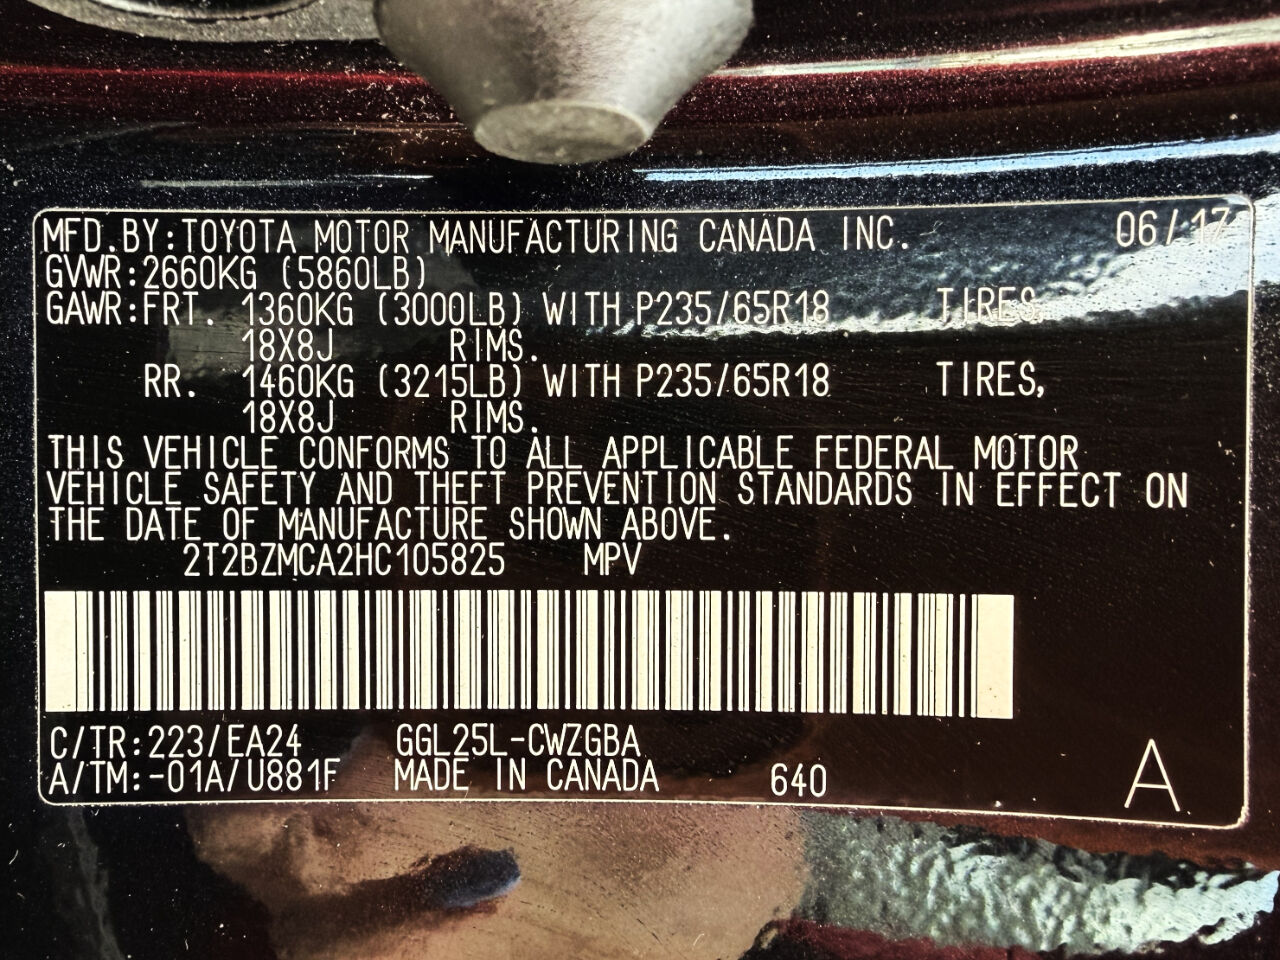 MFD.BY:TOYOTA MOTOR MANUFACTURING CANADA INC. 06/17
GVWR:2660KG (5860LB)
GAWR:FRT. 1360KG (3000LB) WITH P235/65R18 TIRES,
18X8J RIMS.
RR. 1460KG (3215LB) WITH P235/65R18 TIRES,
18X8J RIMS.
THIS VEHICLE CONFORMS TO ALL APPLICABLE FEDERAL MOTOR
VEHICLE SAFETY AND THEFT PREVENTION STANDARDS IN EFFECT ON
THE DATE OF MANUFACTURE SHOWN ABOVE.
2T2BZMCA2HC105825 MPV
C/TR:223/EA24 GGL25L-CWZGBA
A/TM:-01A/U881F MADE IN CANADA 640 A